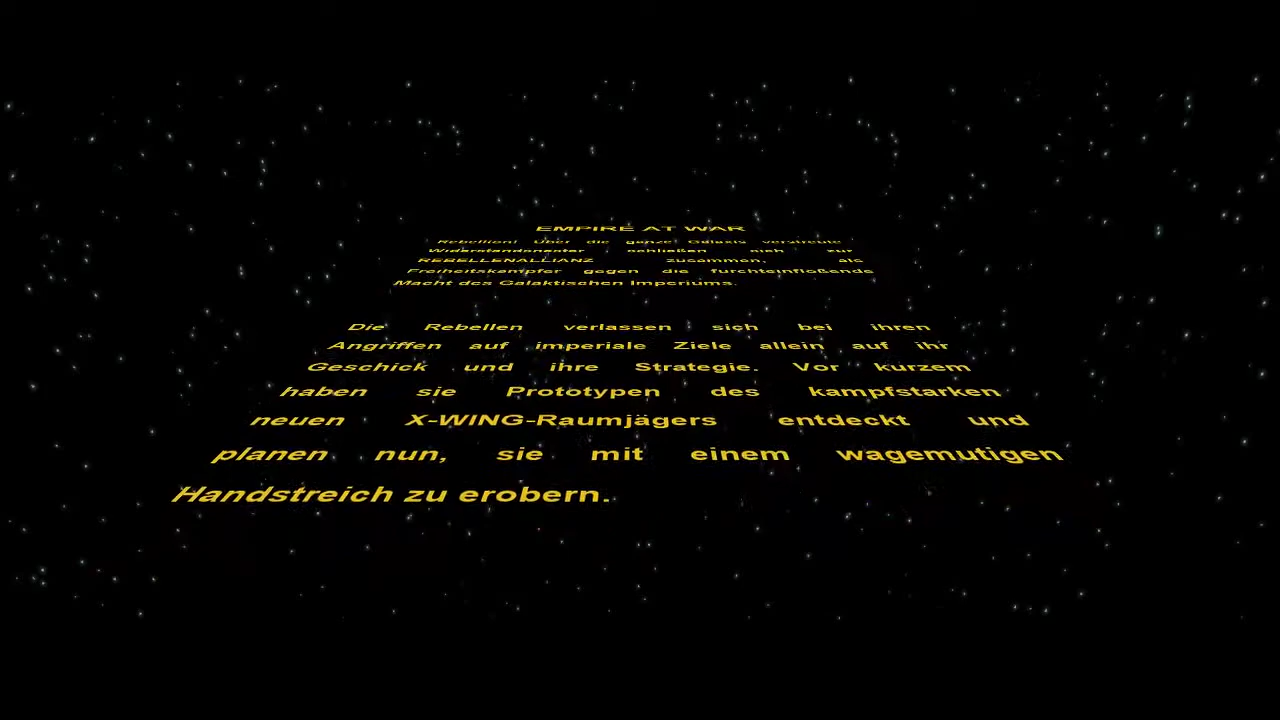 EMPIRE AT WAR
Rebellion! Über die ganze Galaxis verstreute
Widerstandsnester schließen sich zur
REBELLENALLIANZ zusammen, als
Freiheitskämpfer gegen die furchteinflößende
Macht des Galaktischen Imperiums.
Die Rebellen verlassen sich bei ihren
Angriffen auf imperiale Ziele allein auf ihr
Geschick und ihre Strategie. Vor kurzem
haben sie Prototypen des kampfstarken
neuen X-WING-Raumjägers entdeckt und
planen nun, sie mit einem wagemutigen
Handstreich zu erobern.